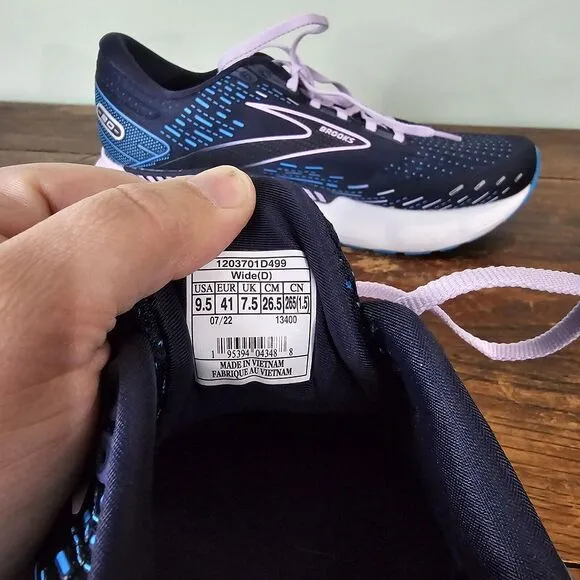 BROOKS
1203701D499
Wide(D)
USA EUR UK CM CN
9.5 41 7.5 26.5 265(1.5)
07/22 13400
1 95394 04348 8
MADE IN VIETNAM
FABRIQUE AU VIETNAM